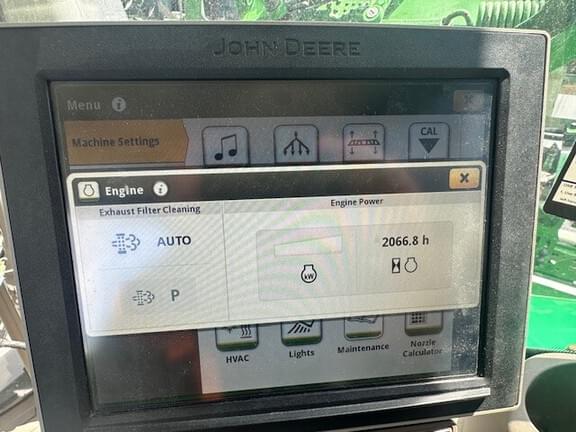 JOHN DEERE
Menu i
Machine Settings
CAL
Engine i
Exhaust Filter Cleaning
Engine Power
AUTO
2066.8 h
kW
P
HVAC
Lights
Maintenance
Nozzle
Calculator